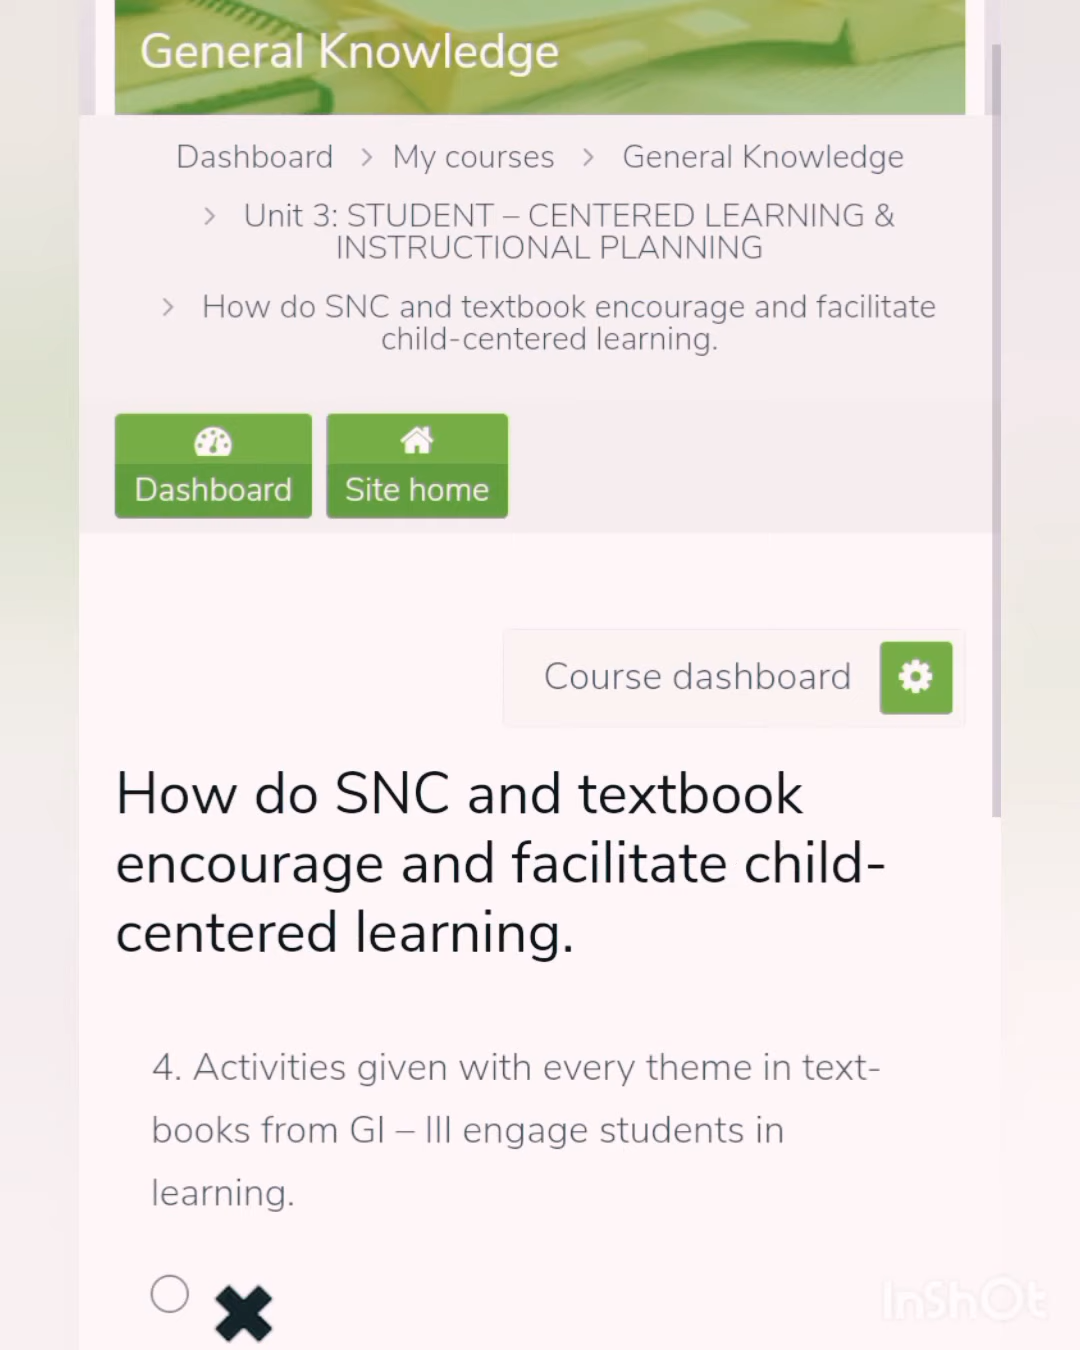 General Knowledge
Dashboard > My courses > General Knowledge
> Unit 3: STUDENT – CENTERED LEARNING &
INSTRUCTIONAL PLANNING
> How do SNC and textbook encourage and facilitate
child-centered learning.
Dashboard Site home
Course dashboard
How do SNC and textbook
encourage and facilitate child-
centered learning.
4. Activities given with every theme in text-
books from GI – III engage students in
learning.
InShOt